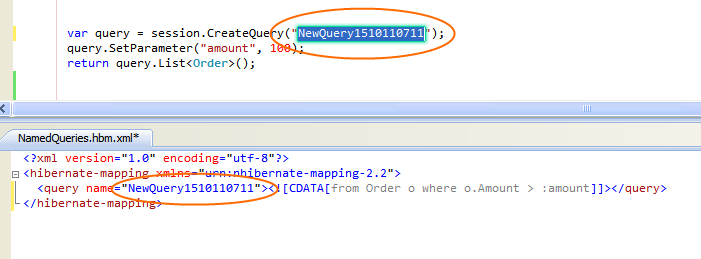 var query = session.CreateQuery("NewQuery1510110711");
query.SetParameter("amount", 100);
return query.List<Order>();
NamedQueries.hbm.xml*
<?xml version="1.0" encoding="utf-8"?>
<hibernate-mapping xmlns="urn:nhibernate-mapping-2.2">
<query name="NewQuery1510110711"><![CDATA[from Order o where o.Amount > :amount]]></query>
</hibernate-mapping>